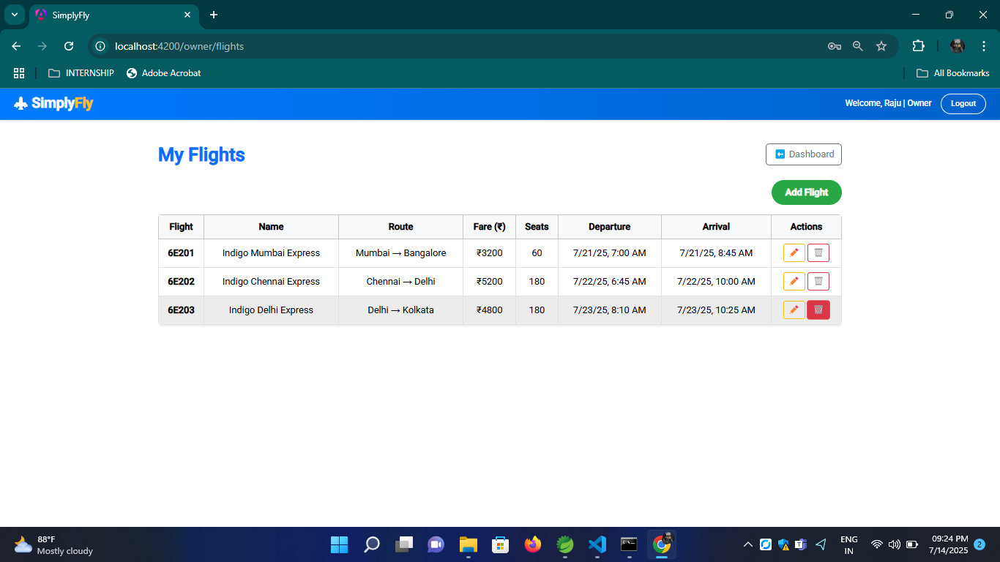 SimplyFly
localhost:4200/owner/flights
INTERNSHIP Adobe Acrobat All Bookmarks
SimplyFly Welcome, Raju | Owner Logout
My Flights Dashboard
Add Flight
Flight Name Route Fare (₹) Seats Departure Arrival Actions
6E201 Indigo Mumbai Express Mumbai → Bangalore ₹3200 60 7/21/25, 7:00 AM 7/21/25, 8:45 AM
6E202 Indigo Chennai Express Chennai → Delhi ₹5200 180 7/22/25, 6:45 AM 7/22/25, 10:00 AM
6E203 Indigo Delhi Express Delhi → Kolkata ₹4800 180 7/23/25, 8:10 AM 7/23/25, 10:25 AM
88°F ENG 09:24 PM
Mostly cloudy IN 7/14/2025 2